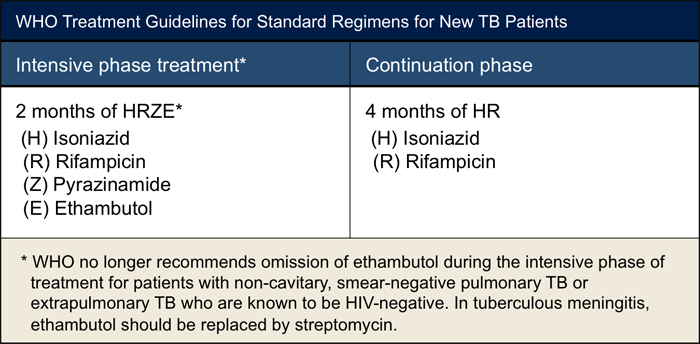 WHO Treatment Guidelines for Standard Regimens for New TB Patients
Intensive phase treatment*
Continuation phase
2 months of HRZE*
(H) Isoniazid
(R) Rifampicin
(Z) Pyrazinamide
(E) Ethambutol
4 months of HR
(H) Isoniazid
(R) Rifampicin
* WHO no longer recommends omission of ethambutol during the intensive phase of
treatment for patients with non-cavitary, smear-negative pulmonary TB or
extrapulmonary TB who are known to be HIV-negative. In tuberculous meningitis,
ethambutol should be replaced by streptomycin.